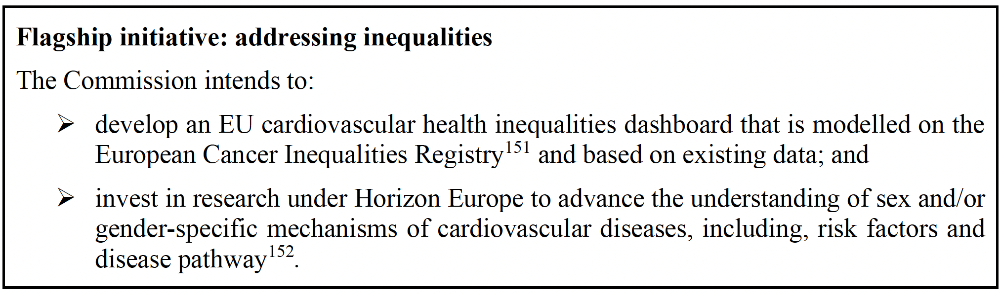 Flagship initiative: addressing inequalities
The Commission intends to:
➢ develop an EU cardiovascular health inequalities dashboard that is modelled on the
European Cancer Inequalities Registry151 and based on existing data; and
➢ invest in research under Horizon Europe to advance the understanding of sex and/or
gender-specific mechanisms of cardiovascular diseases, including, risk factors and
disease pathway152.